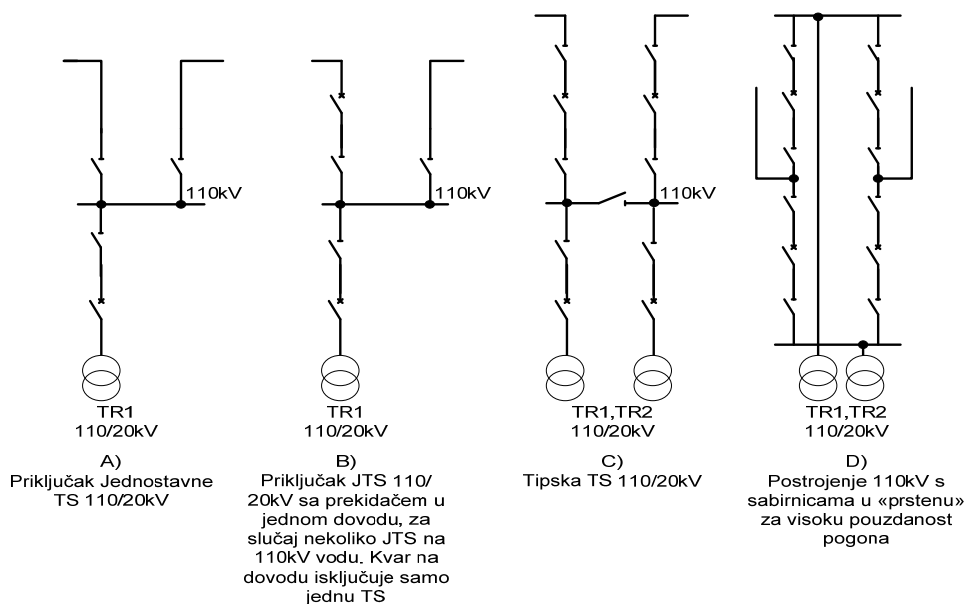 110kV
TR1
110/20kV
A)
Priključak Jednostavne
TS 110/20kV
110kV
TR1
110/20kV
B)
Priključak JTS 110/
20kV sa prekidačem u
jednom dovodu, za
slučaj nekoliko JTS na
110kV vodu. Kvar na
dovodu isključuje samo
jednu TS
110kV
TR1,TR2
110/20kV
C)
Tipska TS 110/20kV
TR1,TR2
110/20kV
D)
Postrojenje 110kV s
sabirnicama u «prstenu»
za visoku pouzdanost
pogona